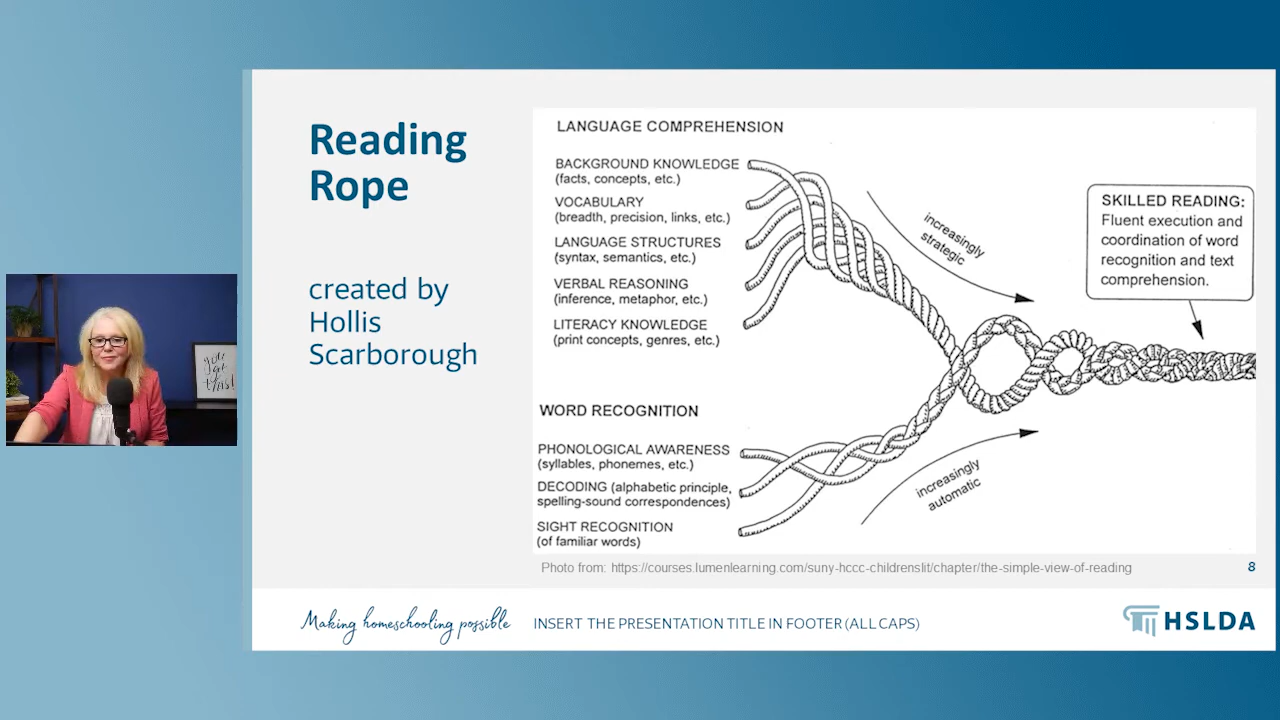 Reading
Rope
created by
Hollis
Scarborough
LANGUAGE COMPREHENSION
BACKGROUND KNOWLEDGE
(facts, concepts, etc.)
VOCABULARY
(breadth, precision, links, etc.)
LANGUAGE STRUCTURES
(syntax, semantics, etc.)
VERBAL REASONING
(inference, metaphor, etc.)
LITERACY KNOWLEDGE
(print concepts, genres, etc.)
WORD RECOGNITION
PHONOLOGICAL AWARENESS
(syllables, phonemes, etc.)
DECODING (alphabetic principle,
spelling-sound correspondences)
SIGHT RECOGNITION
(of familiar words)
increasingly
strategic
increasingly
automatic
SKILLED READING:
Fluent execution and
coordination of word
recognition and text
comprehension.
Photo from: https://courses.lumenlearning.com/suny-hccc-childrenslit/chapter/the-simple-view-of-reading
8
you
got
this!
Making homeschooling possible
INSERT THE PRESENTATION TITLE IN FOOTER (ALL CAPS)
HSLDA